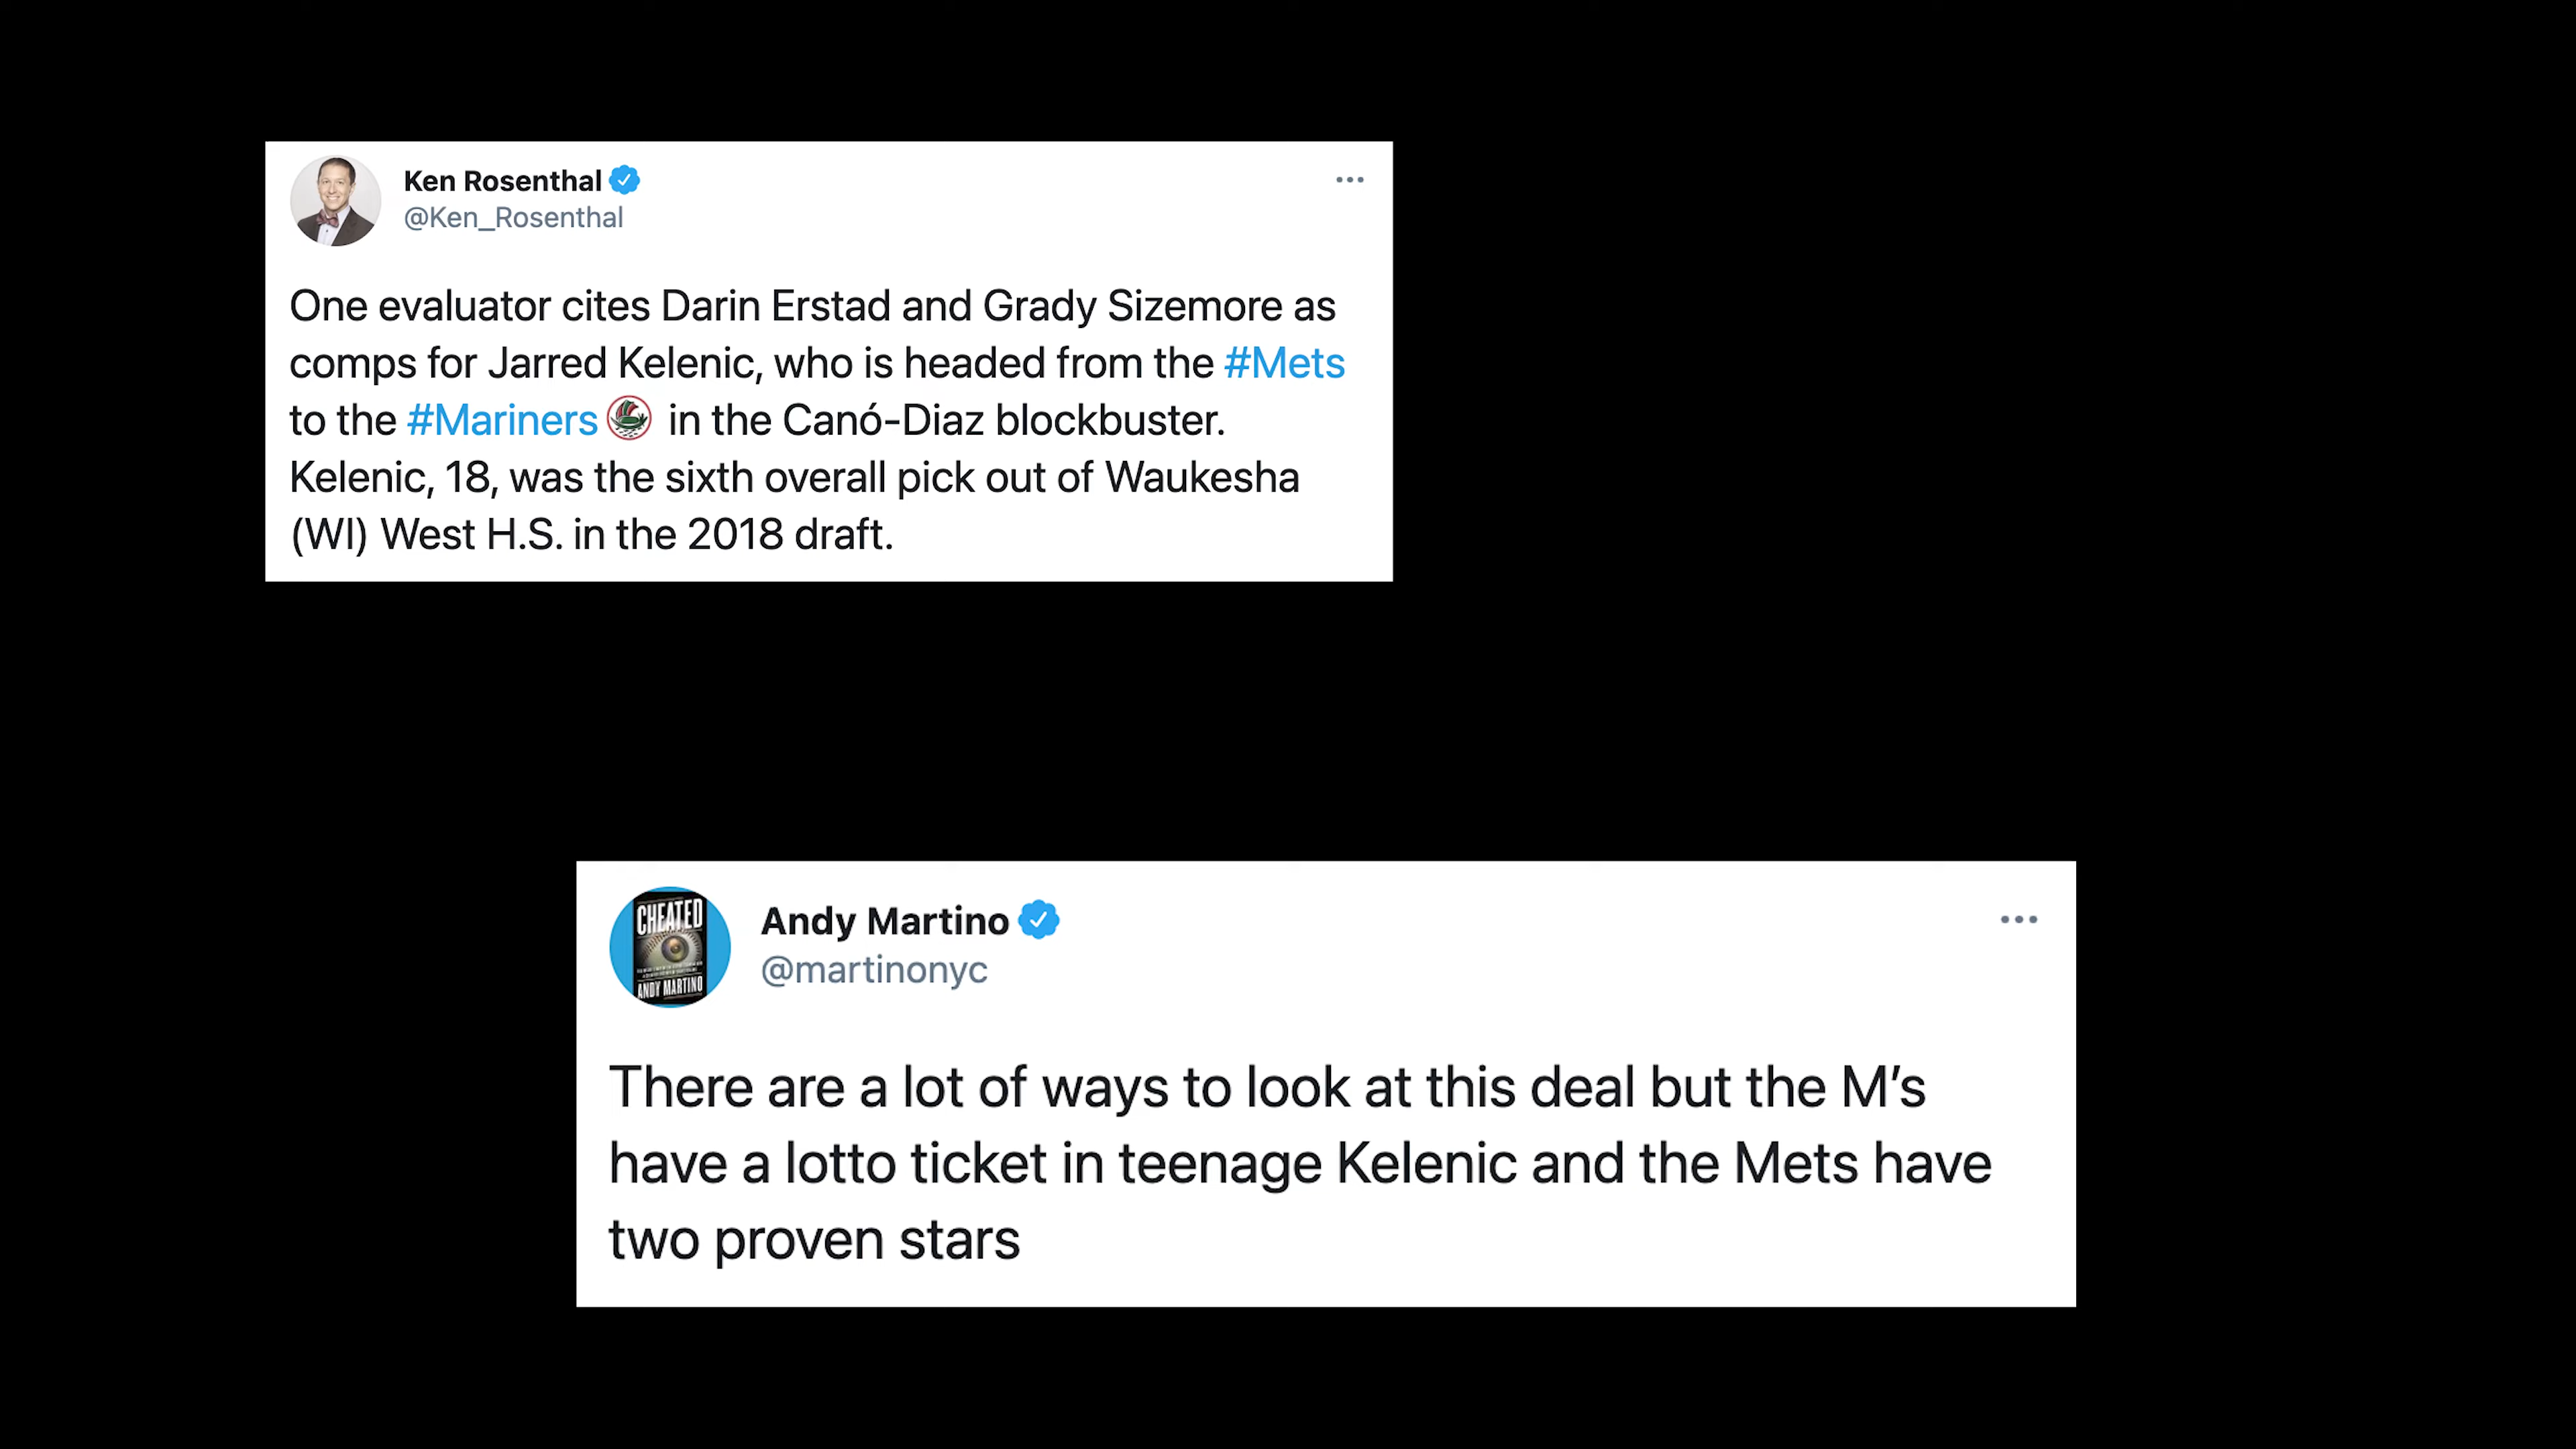 Ken Rosenthal
@Ken_Rosenthal
One evaluator cites Darin Erstad and Grady Sizemore as
comps for Jarred Kelenic, who is headed from the #Mets
to the #Mariners in the Canó-Diaz blockbuster.
Kelenic, 18, was the sixth overall pick out of Waukesha
(WI) West H.S. in the 2018 draft.
CHEATED
ANDY MARTINO
Andy Martino
@martinonyc
There are a lot of ways to look at this deal but the M’s
have a lotto ticket in teenage Kelenic and the Mets have
two proven stars